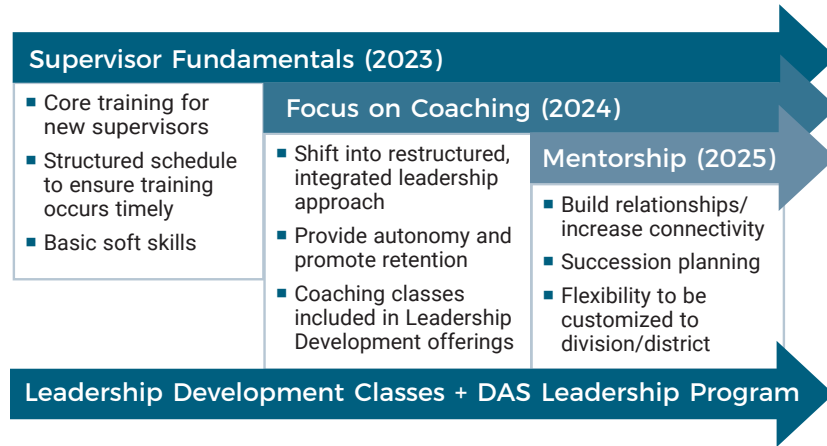 Supervisor Fundamentals (2023)
■ Core training for
new supervisors
■ Structured schedule
to ensure training
occurs timely
■ Basic soft skills
Focus on Coaching (2024)
■ Shift into restructured,
integrated leadership
approach
■ Provide autonomy and
promote retention
■ Coaching classes
included in Leadership
Development offerings
Mentorship (2025)
■ Build relationships/
increase connectivity
■ Succession planning
■ Flexibility to be
customized to
division/district
Leadership Development Classes + DAS Leadership Program